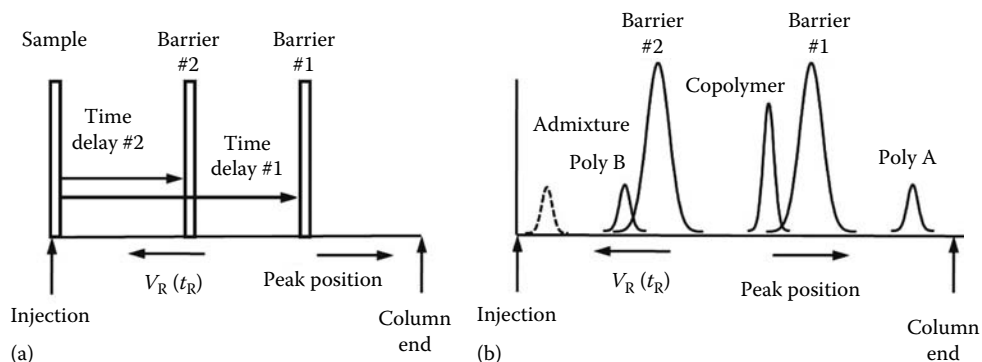 Sample
Barrier
#2
Barrier
#1
Time
delay #2
Time
delay #1
V_R (t_R)
Peak position
Injection
Column
end
(a)
Barrier
#2
Barrier
#1
Copolymer
Admixture
Poly B
Poly A
V_R (t_R)
Peak position
Injection
Column
end
(b)